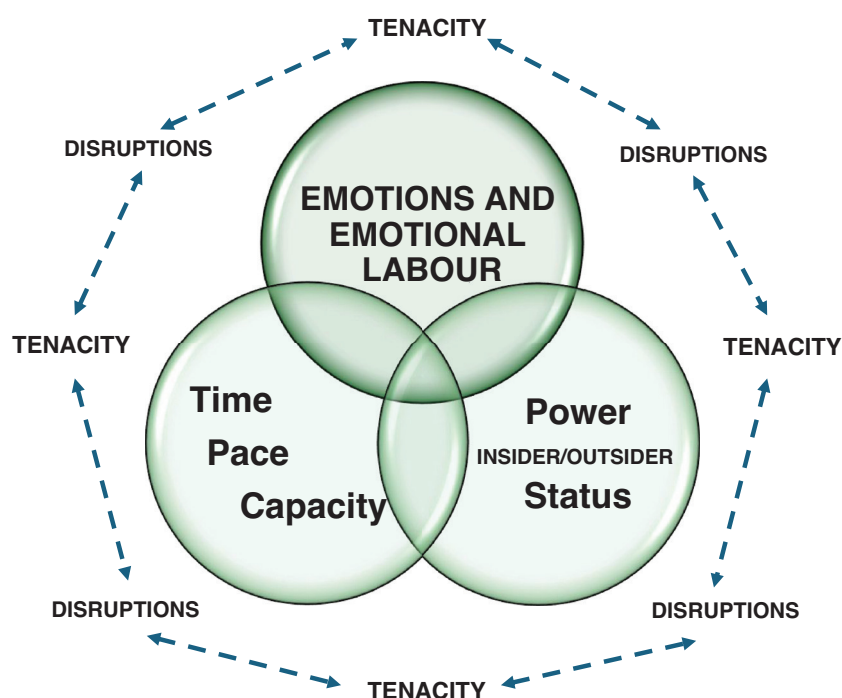 TENACITY
DISRUPTIONS
DISRUPTIONS
EMOTIONS AND
EMOTIONAL
LABOUR
TENACITY
TENACITY
Time
Pace
Capacity
Power
INSIDER/OUTSIDER
Status
DISRUPTIONS
DISRUPTIONS
TENACITY